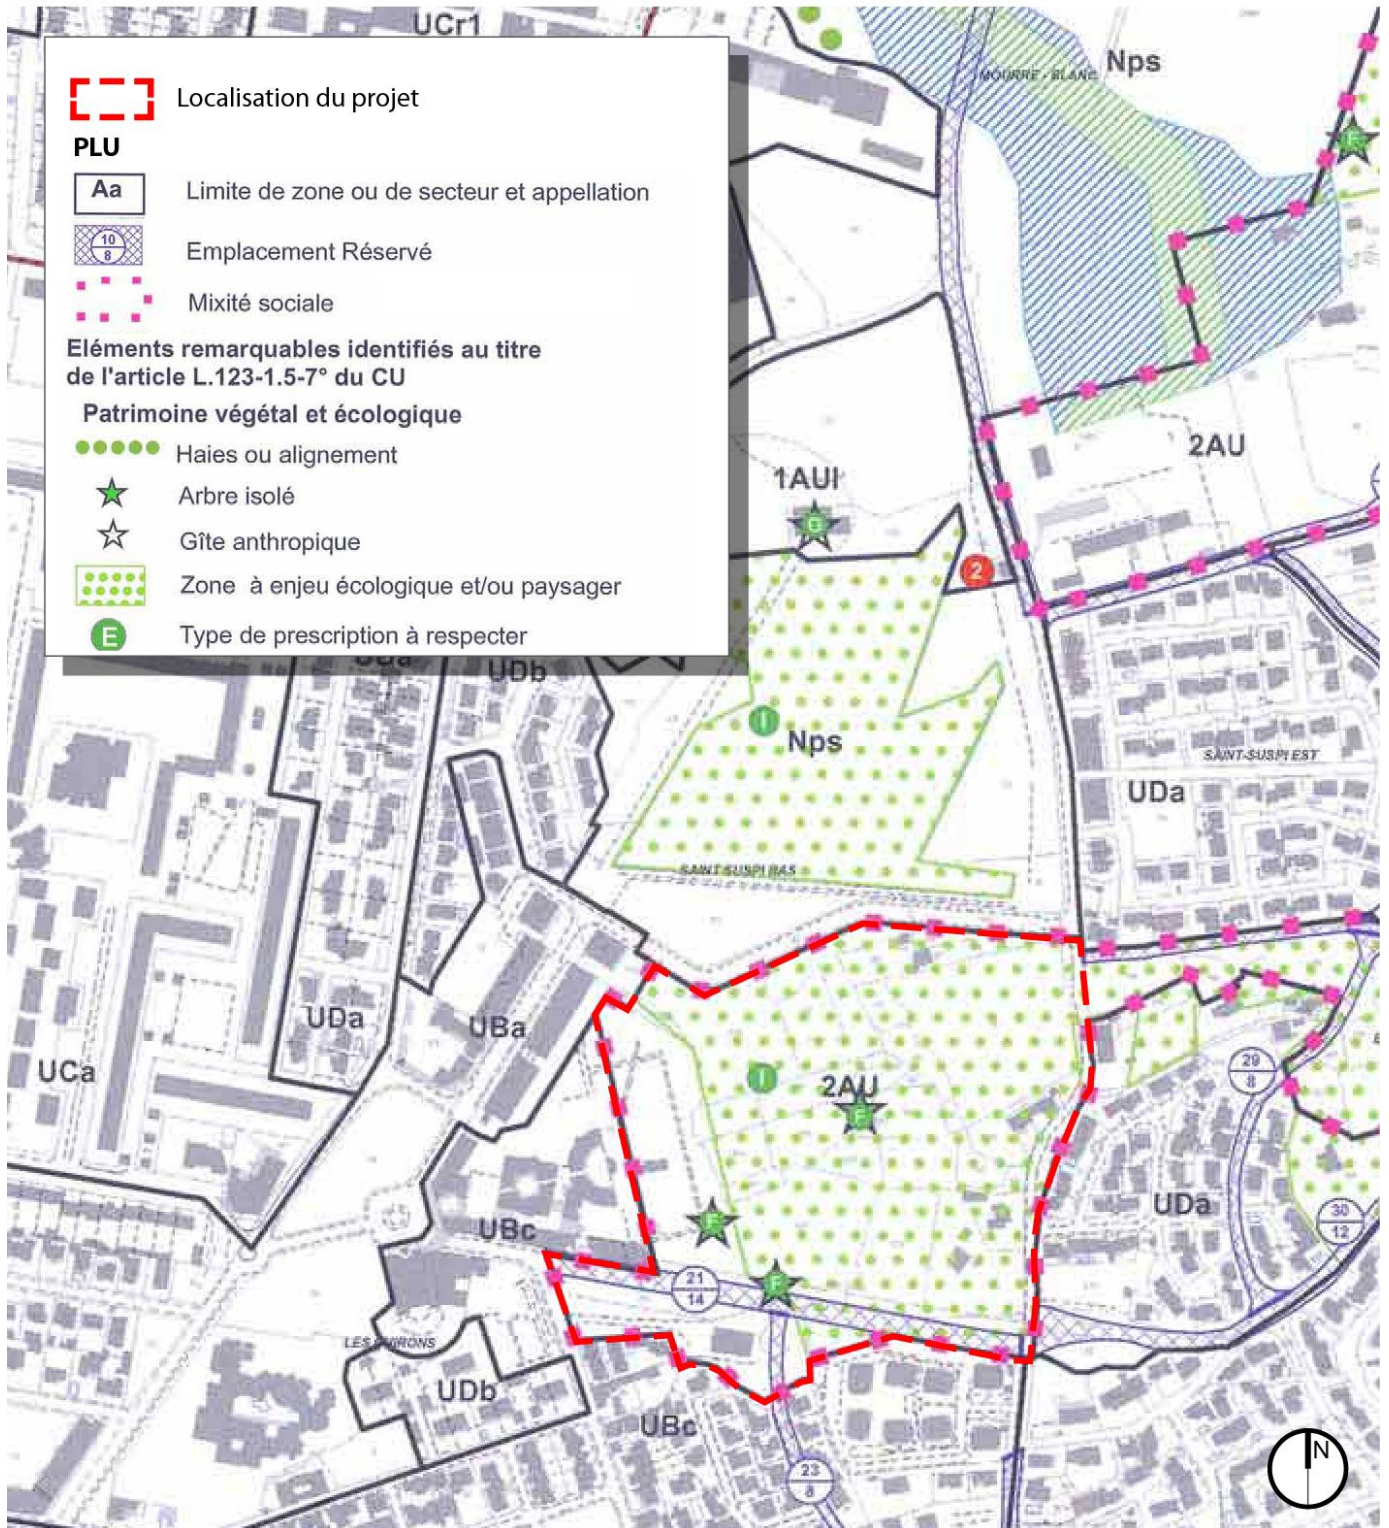 UCr1
Localisation du projet
PLU
Aa
Limite de zone ou de secteur et appellation
10
8
Emplacement Réservé
Mixité sociale
Eléments remarquables identifiés au titre
de l'article L.123-1.5-7° du CU
Patrimoine végétal et écologique
Haies ou alignement
Arbre isolé
Gîte anthropique
Zone à enjeu écologique et/ou paysager
E
Type de prescription à respecter
MOURRE - BLANC
Nps
F
2AU
1AUI
G
2
UBa
UDb
I
Nps
SAINT-SUSPI EST
UDa
SAINT SUSPI BAS
UDa
UBa
UCa
I
2AU
F
29
8
UDa
30
12
UBc
F
F
21
14
UDb
UBc
23
8
N